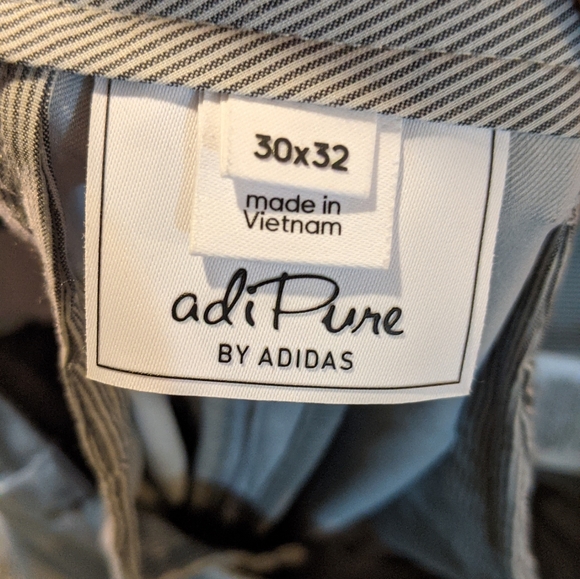 30x32
made in
Vietnam
adiPure
BY ADIDAS